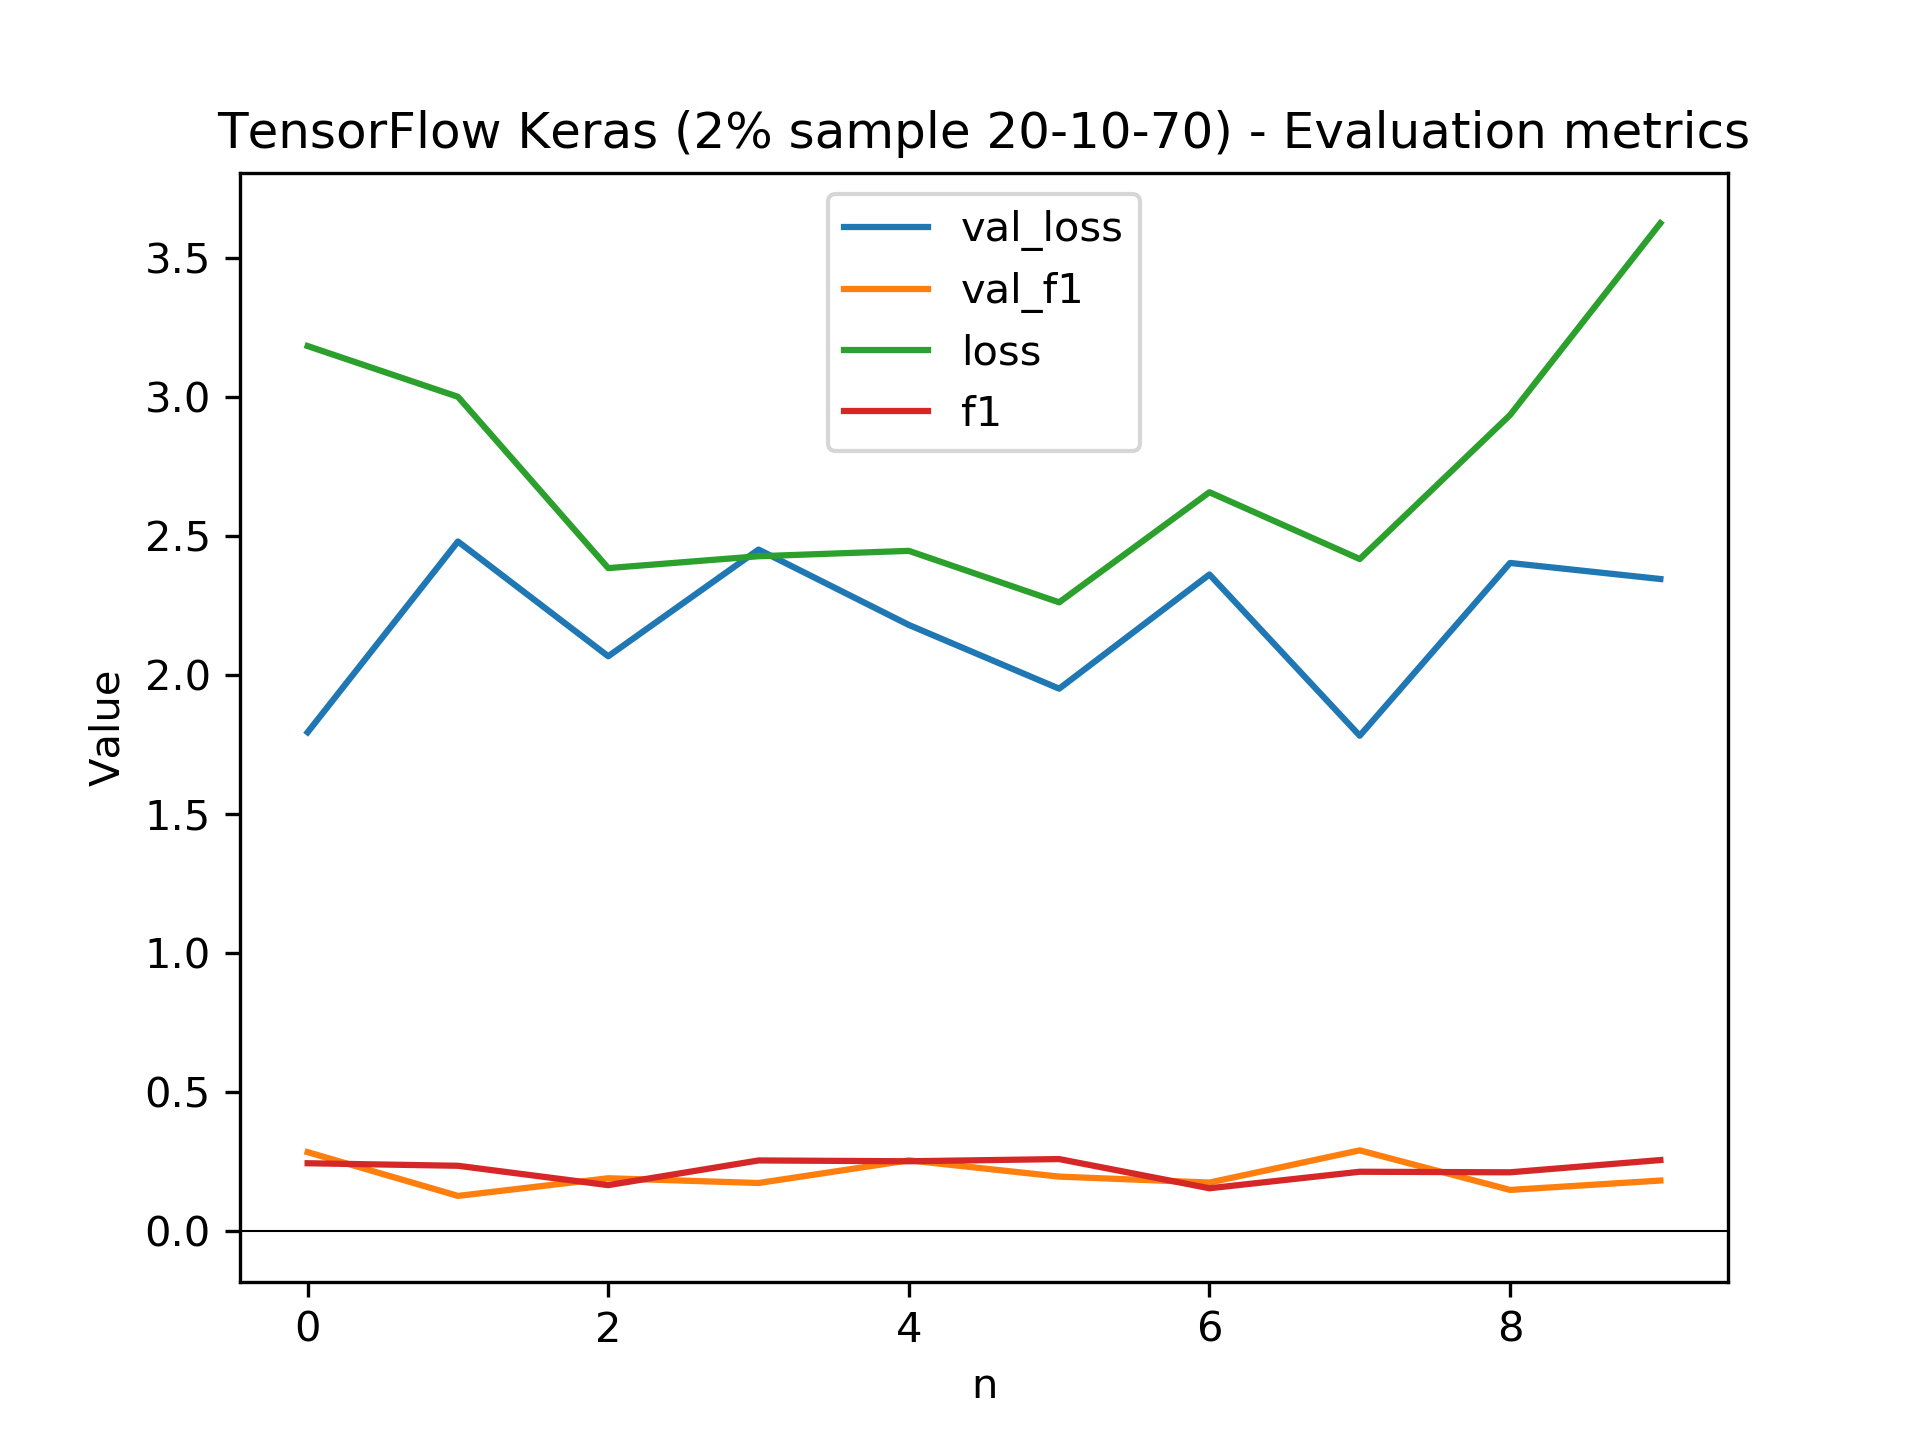 TensorFlow Keras (2% sample 20-10-70) - Evaluation metrics
val_loss
val_f1
loss
f1
3.5
3.0
2.5
2.0
1.5
1.0
0.5
0.0
Value
0 2 4 6 8
n